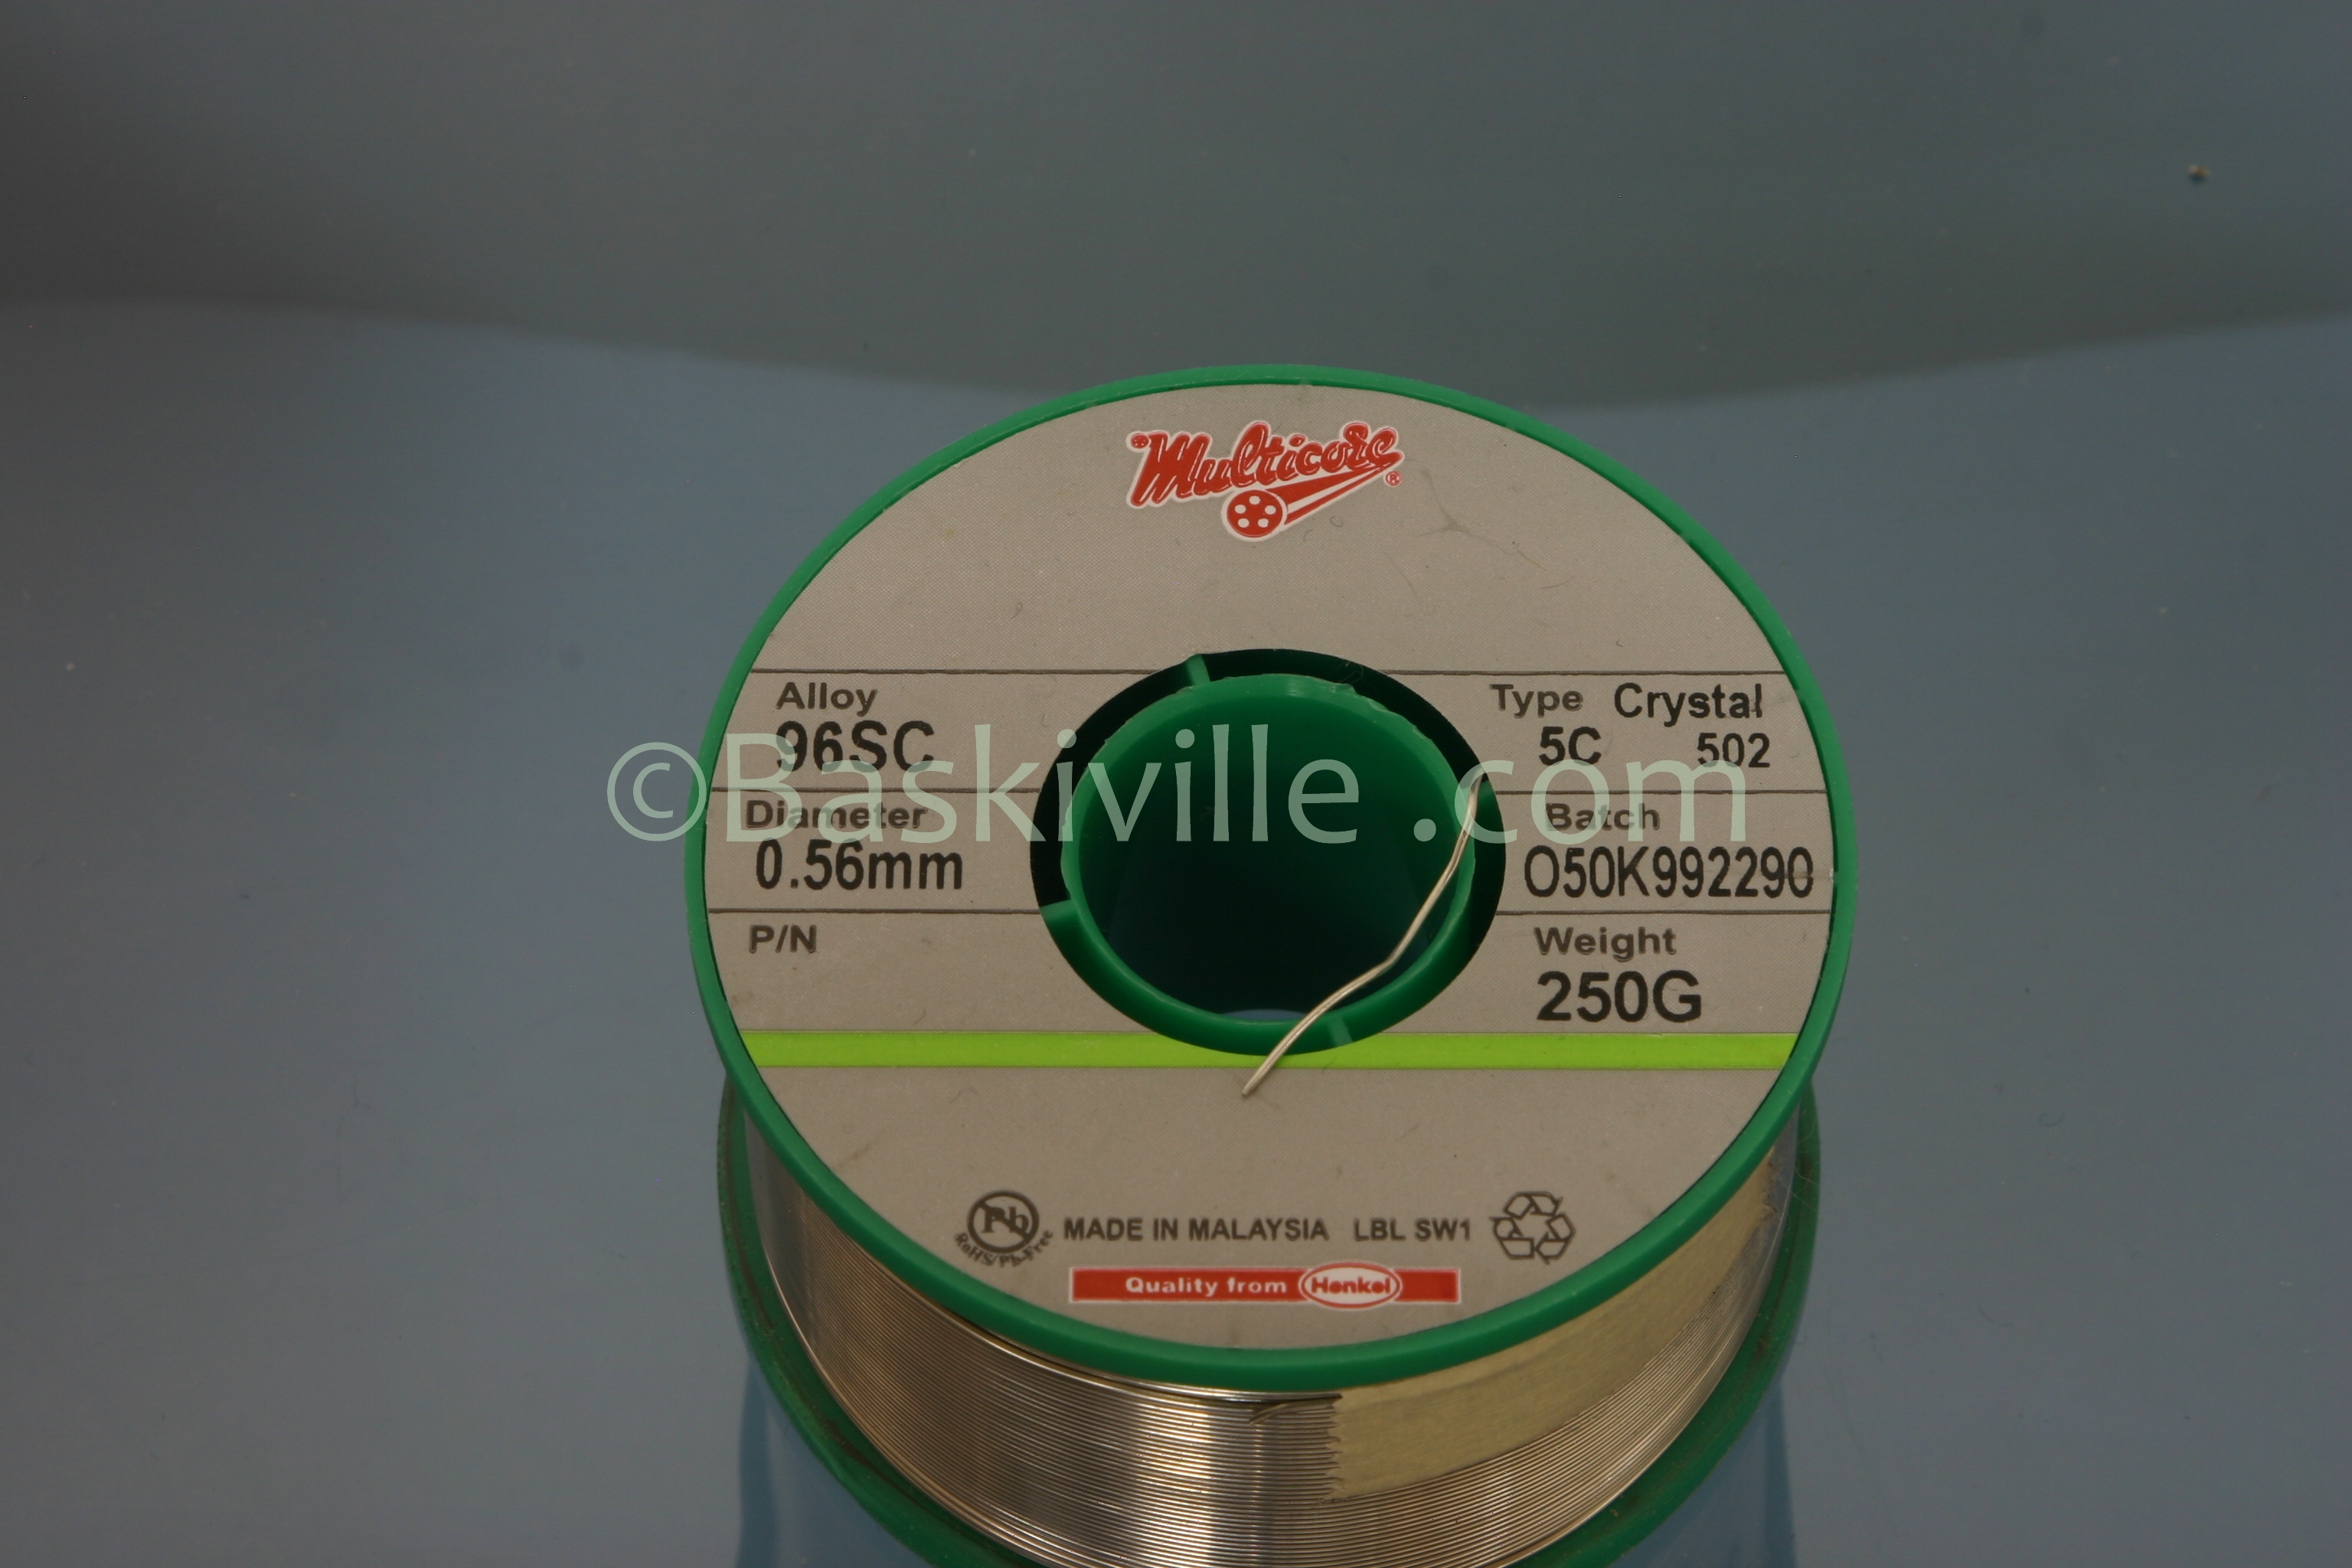 Multicore ®
Alloy
96SC
Type Crystal
5C 502
©Baskiville .com
Diameter
0.56mm
Batch
O50K992290
P/N
Weight
250G
Pb
RoHS/Pb-Free
MADE IN MALAYSIA LBL SW1
Quality from Henkel